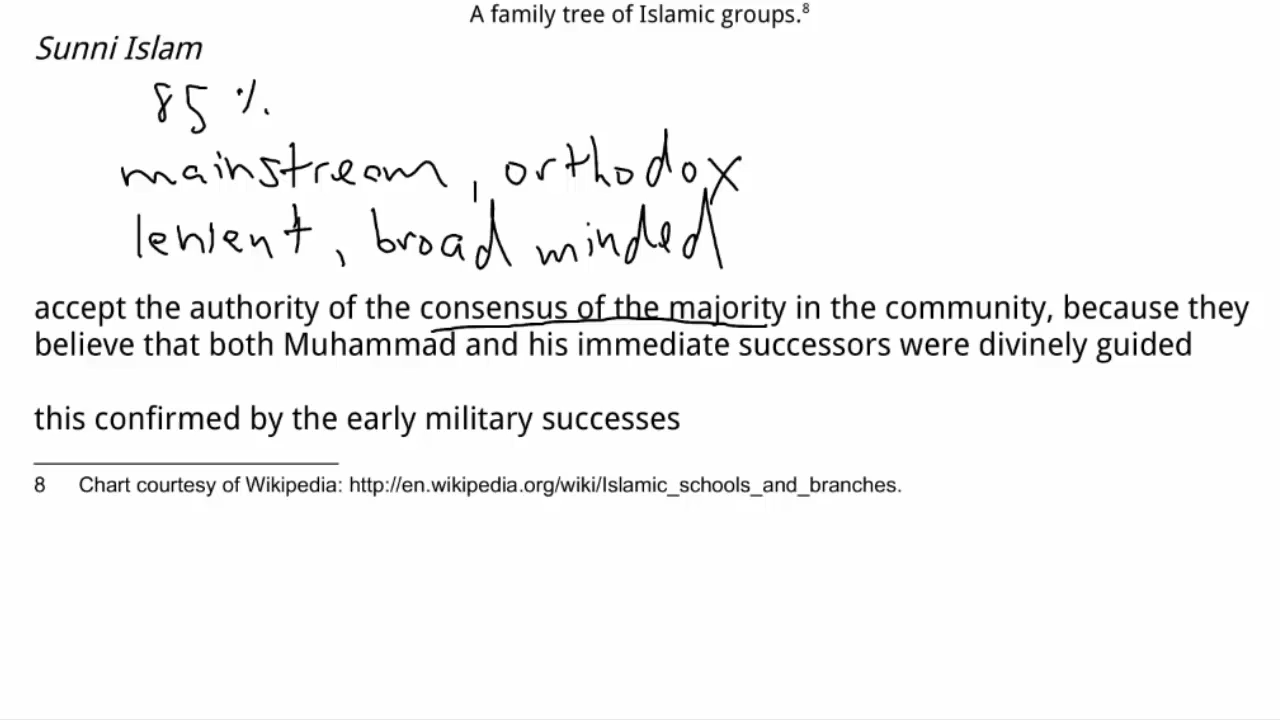 A family tree of Islamic groups.⁸
Sunni Islam
85 %
mainstream, orthodox
lenient, broad minded
accept the authority of the consensus of the majority in the community, because they
believe that both Muhammad and his immediate successors were divinely guided
this confirmed by the early military successes
8 Chart courtesy of Wikipedia: http://en.wikipedia.org/wiki/Islamic_schools_and_branches.